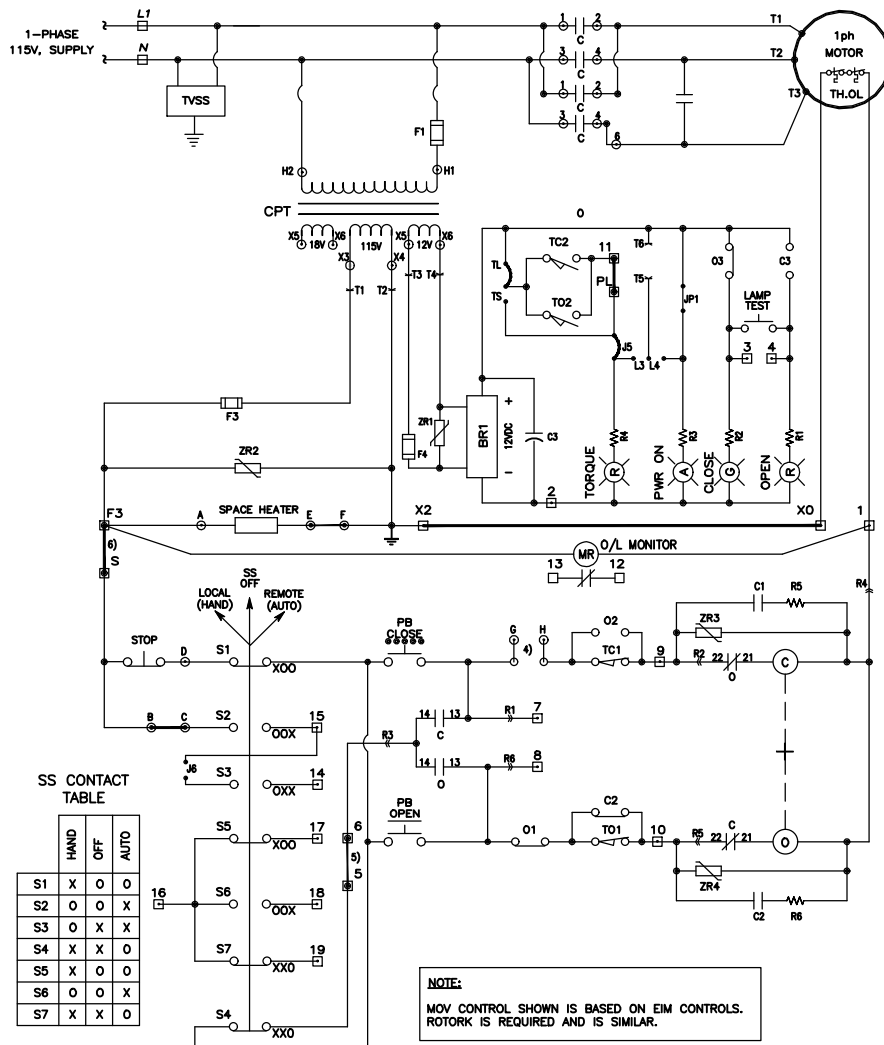 L1
1-PHASE
115V, SUPPLY
N
TVSS
1 2
C
3 4
C
1 2
C
3 4
C
6
T1
T2
T3
1ph
MOTOR
TH.OL
F1
H2
H1
CPT
X5 18V X6
X3 115V X4
X5 12V X6
T1
T2
T3
T4
O
TL
TS
TC2
TO2
11
PL
T6
T5
J5
L3 L4
JP1
O3
C3
LAMP
TEST
3 4
F3
ZR1
F4
BR1
+
12VDC
−
C3
R4
R3
R2
R1
TORQUE
R
PWR ON
A
CLOSE
G
OPEN
R
2
ZR2
F3
A
SPACE HEATER
E F
X2
X0
1
6)
S
MR
O/L MONITOR
13 12
R4
LOCAL
(HAND)
SS
OFF
REMOTE
(AUTO)
STOP
D
S1
XOO
PB
CLOSE
G H
4)
O2
TC1
9
C1
R5
ZR3
R2
22 21
O
C
B C
S2
OOX
15
J6
S3
OXX
14
R3
14 13
C
R1
7
14 13
O
R6
8
SS CONTACT
TABLE
HAND OFF AUTO
S1 X O O
S2 O O X
S3 O X X
S4 X X O
S5 X O O
S6 O O X
S7 X X O
16
S5
XOO
17
S6
OOX
18
S7
XXO
19
S4
XXO
6
5)
5
PB
OPEN
O1
C2
TO1
10
R5
22 21
C
O
ZR4
C2
R6
NOTE:
MOV CONTROL SHOWN IS BASED ON EIM CONTROLS.
ROTORK IS REQUIRED AND IS SIMILAR.